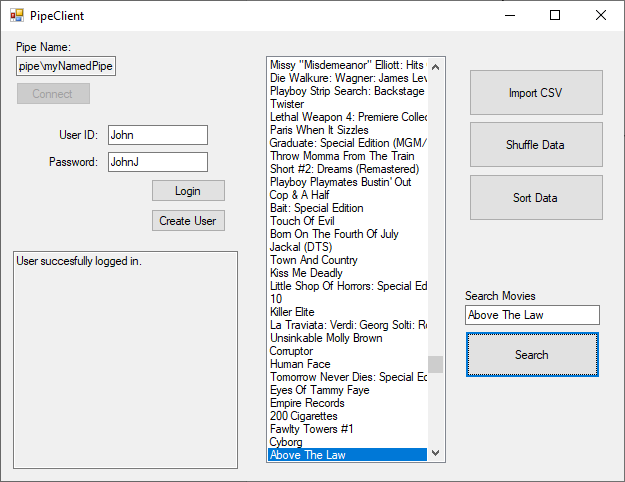 PipeClient
Pipe Name:
.pipe\myNamedPipe
Connect
User ID: John
Password: JohnJ
Login
Create User
User succesfully logged in.
Missy "Misdemeanor" Elliott: Hits
Die Walkure: Wagner: James Lev
Playboy Strip Search: Backstage
Twister
Lethal Weapon 4: Premiere Collec
Paris When It Sizzles
Graduate: Special Edition (MGM/
Throw Momma From The Train
Short #2: Dreams (Remastered)
Playboy Playmates Bustin' Out
Cop & A Half
Bait: Special Edition
Touch Of Evil
Born On The Fourth Of July
Jackal (DTS)
Town And Country
Kiss Me Deadly
Little Shop Of Horrors: Special Ed
10
Killer Elite
La Traviata: Verdi: Georg Solti: Ro
Unsinkable Molly Brown
Corruptor
Human Face
Tomorrow Never Dies: Special Ed
Eyes Of Tammy Faye
Empire Records
200 Cigarettes
Fawlty Towers #1
Cyborg
Above The Law
Import CSV
Shuffle Data
Sort Data
Search Movies
Above The Law
Search